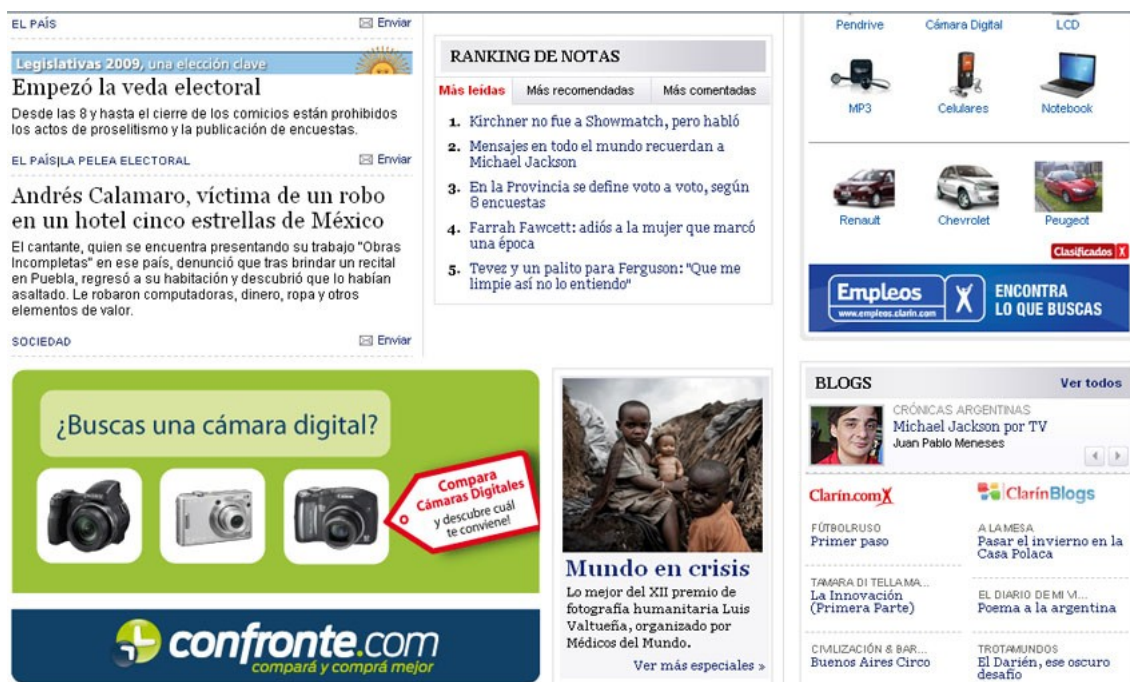 EL PAÍS
Enviar
Legislativas 2009, una elección clave
Empezó la veda electoral
Desde las 8 y hasta el cierre de los comicios están prohibidos
los actos de proselitismo y la publicación de encuestas.
EL PAÍS|LA PELEA ELECTORAL
Enviar
Andrés Calamaro, víctima de un robo
en un hotel cinco estrellas de México
El cantante, quien se encuentra presentando su trabajo "Obras
Incompletas" en ese país, denunció que tras brindar un recital
en Puebla, regresó a su habitación y descubrió que lo habían
asaltado. Le robaron computadoras, dinero, ropa y otros
elementos de valor.
SOCIEDAD
Enviar
RANKING DE NOTAS
Más leídas
Más recomendadas
Más comentadas
1. Kirchner no fue a Showmatch, pero habló
2. Mensajes en todo el mundo recuerdan a
Michael Jackson
3. En la Provincia se define voto a voto, según
8 encuestas
4. Farrah Fawcett: adiós a la mujer que marcó
una época
5. Tevez y un palito para Ferguson: "Que me
limpie así no lo entiendo"
Pendrive
Cámara Digital
LCD
MP3
Celulares
Notebook
Renault
Chevrolet
Peugeot
Clasificados X
Empleos
www.empleos.clarin.com
ENCONTRA
LO QUE BUSCAS
¿Buscas una cámara digital?
Compara
Cámaras Digitales
y descubre cuál
te conviene!
confronte.com
compará y comprá mejor
Mundo en crisis
Lo mejor del XII premio de
fotografía humanitaria Luis
Valtueña, organizado por
Médicos del Mundo.
Ver más especiales »
BLOGS
Ver todos
CRÓNICAS ARGENTINAS
Michael Jackson por TV
Juan Pablo Meneses
Clarín.com X
FÚTBOLRUSO
Primer paso
TAMARA DI TELLA MA...
La Innovación
(Primera Parte)
CIVILIZACIÓN & BAR...
Buenos Aires Circo
ClarínBlogs
A LA MESA
Pasar el invierno en la
Casa Polaca
EL DIARIO DE MI VI...
Poema a la argentina
TROTAMUNDOS
El Darién, ese oscuro
desafío